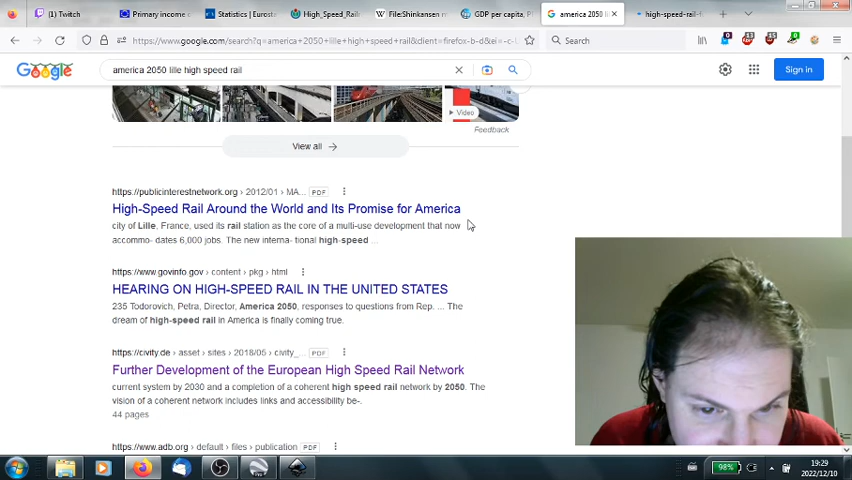 Twitch
Primary income o
Statistics | Eurosta
High_Speed_Rail
File:Shinkansen m
GDP per capita, P
america 2050 li
high-speed-rail-
https://www.google.com/search?q=america+2050+lille+high+speed+rail&client=firefox-b-d&ei=-c-L
Search
Google
america 2050 lille high speed rail
Sign in
Video
Feedback
View all
https://publicinterestnetwork.org › 2012/01 › MA... PDF
High-Speed Rail Around the World and Its Promise for America
city of Lille, France, used its rail station as the core of a multi-use development that now
accommo- dates 6,000 jobs. The new interna- tional high-speed ...
https://www.govinfo.gov › content › pkg › html
HEARING ON HIGH-SPEED RAIL IN THE UNITED STATES
235 Todorovich, Petra, Director, America 2050, responses to questions from Rep. ... The
dream of high-speed rail in America is finally coming true.
https://civity.de › asset › sites › 2018/05 › civity_... PDF
Further Development of the European High Speed Rail Network
current system by 2030 and a completion of a coherent high speed rail network by 2050. The
vision of a coherent network includes links and accessibility be-.
44 pages
https://www.adb.org › default › files › publication PDF
98%
19:29
2022/12/10